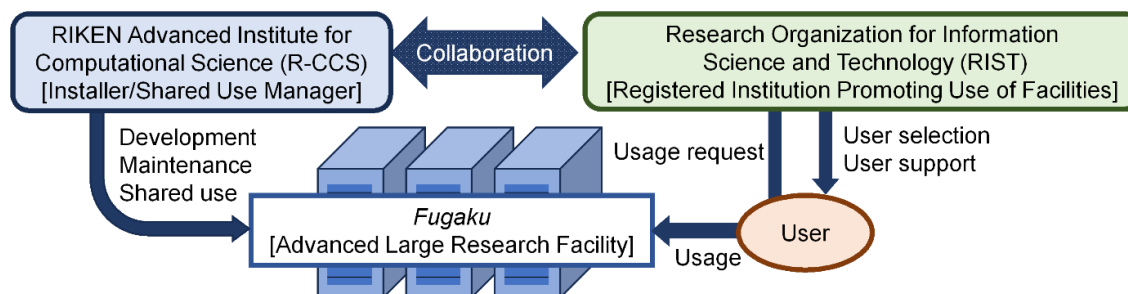 RIKEN Advanced Institute for
Computational Science (R-CCS)
[Installer/Shared Use Manager]
Collaboration
Research Organization for Information
Science and Technology (RIST)
[Registered Institution Promoting Use of Facilities]
Development
Maintenance
Shared use
Usage request
User selection
User support
Fugaku
[Advanced Large Research Facility]
Usage
User